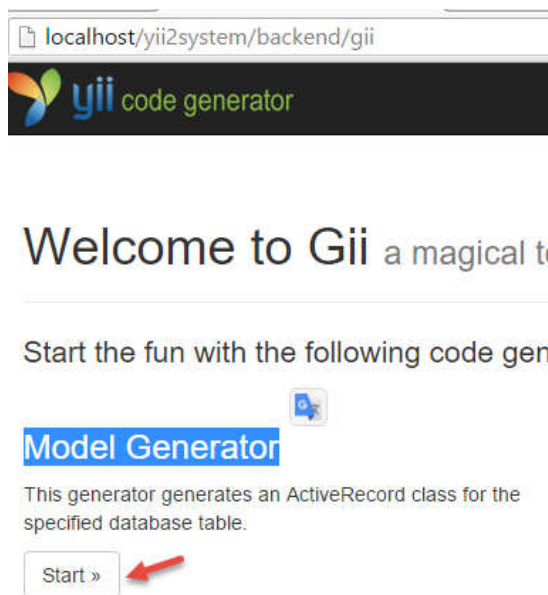 localhost/yii2system/backend/gii
yii code generator
Welcome to Gii a magical
Start the fun with the following code
Model Generator
This generator generates an ActiveRecord class for the
specified database table.
Start »